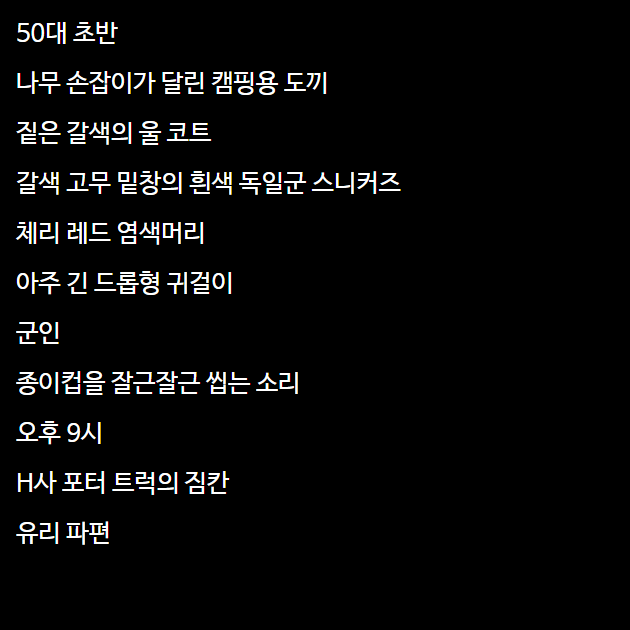 50대 초반
나무 손잡이가 달린 캠핑용 도끼
짙은 갈색의 울 코트
갈색 고무 밑창의 흰색 독일군 스니커즈
체리 레드 염색머리
아주 긴 드롭형 귀걸이
군인
종이컵을 잘근잘근 씹는 소리
오후 9시
H사 포터 트럭의 짐칸
유리 파편